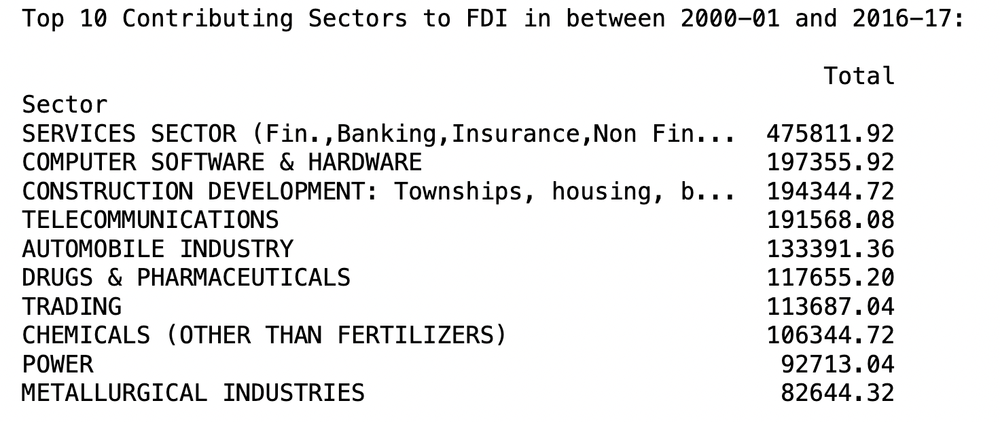 Top 10 Contributing Sectors to FDI in between 2000-01 and 2016-17:
Total
Sector
SERVICES SECTOR (Fin.,Banking,Insurance,Non Fin... 475811.92
COMPUTER SOFTWARE & HARDWARE 197355.92
CONSTRUCTION DEVELOPMENT: Townships, housing, b... 194344.72
TELECOMMUNICATIONS 191568.08
AUTOMOBILE INDUSTRY 133391.36
DRUGS & PHARMACEUTICALS 117655.20
TRADING 113687.04
CHEMICALS (OTHER THAN FERTILIZERS) 106344.72
POWER 92713.04
METALLURGICAL INDUSTRIES 82644.32